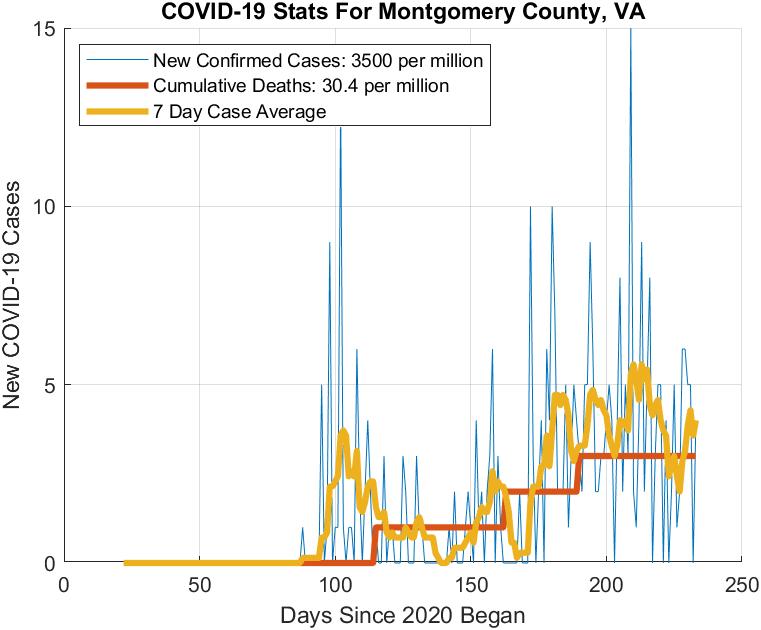 COVID-19 Stats For Montgomery County, VA
15
New Confirmed Cases: 3500 per million
Cumulative Deaths: 30.4 per million
7 Day Case Average
10
New COVID-19 Cases
5
0
0 50 100 150 200 250
Days Since 2020 Began